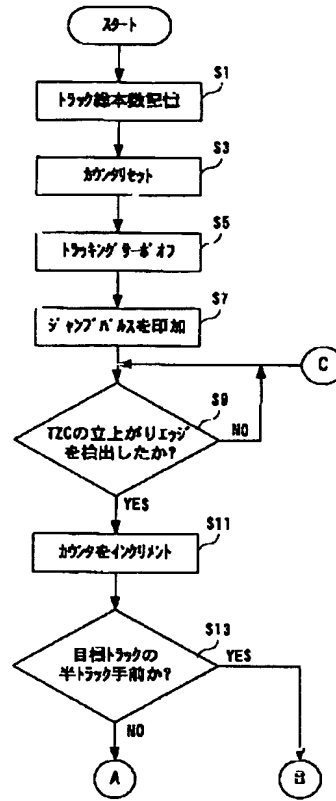 スタート
S1
トラック総本数記憶
S3
カウンタリセット
S5
トラッキングサーボオフ
S7
ジャンプパルスを印加
C
S9
TZCの立上がりエッジ
を検出したか?
NO
YES
S11
カウンタをインクリメント
S13
目標トラックの
半トラック手前か?
YES
NO
A
B